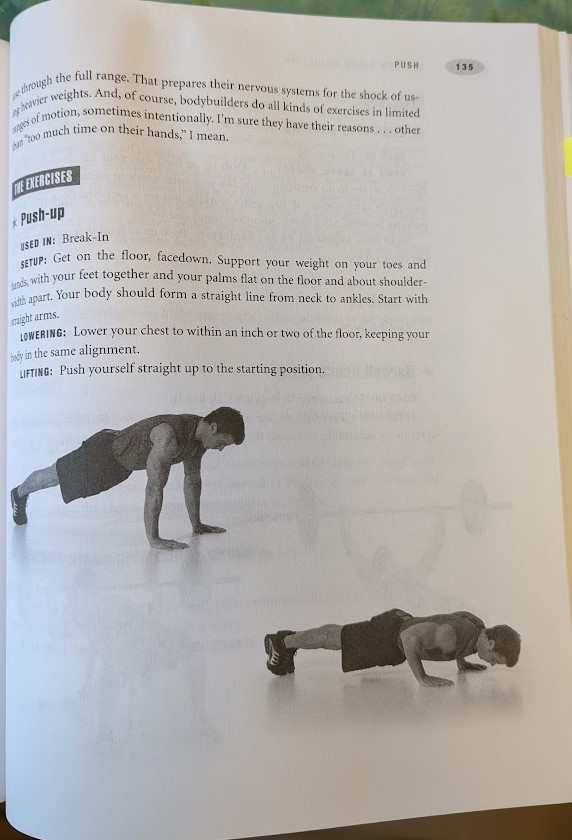 PUSH 135
through the full range. That prepares their nervous systems for the shock of us-
heavier weights. And, of course, bodybuilders do all kinds of exercises in limited
of motion, sometimes intentionally. I'm sure they have their reasons . . . other
than "too much time on their hands," I mean.
THE EXERCISES
* Push-up
USED IN: Break-In
SETUP: Get on the floor, facedown. Support your weight on your toes and
hands, with your feet together and your palms flat on the floor and about shoulder-
width apart. Your body should form a straight line from neck to ankles. Start with
straight arms.
LOWERING: Lower your chest to within an inch or two of the floor, keeping your
body in the same alignment.
LIFTING: Push yourself straight up to the starting position.